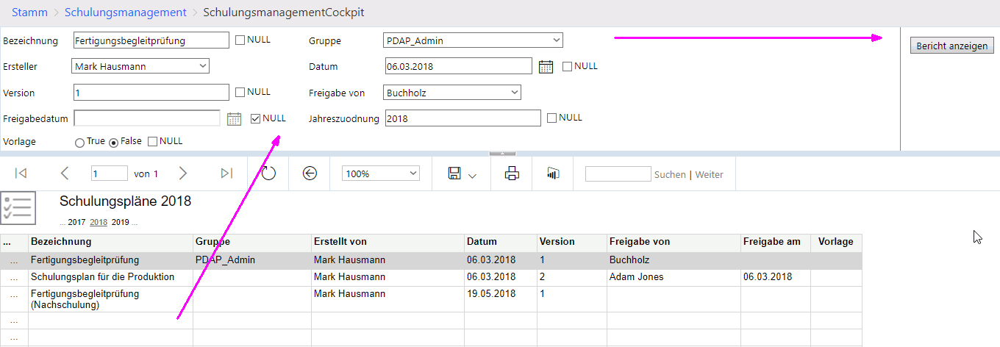 Stamm > Schulungsmanagement > SchulungsmanagementCockpit
Bezeichnung Fertigungsbegleitprüfung NULL Gruppe PDAP_Admin Bericht anzeigen
Ersteller Mark Hausmann Datum 06.03.2018 NULL
Version 1 NULL Freigabe von Buchholz
Freigabedatum NULL Jahreszuodnung 2018 NULL
Vorlage True False NULL
1 von 1 100% Suchen | Weiter
Schulungspläne 2018
... 2017 2018 2019 ...
... Bezeichnung Gruppe Erstellt von Datum Version Freigabe von Freigabe am Vorlage
... Fertigungsbegleitprüfung PDAP_Admin Mark Hausmann 06.03.2018 1 Buchholz
... Schulungsplan für die Produktion Mark Hausmann 06.03.2018 2 Adam Jones 06.03.2018
... Fertigungsbegleitprüfung Mark Hausmann 19.05.2018 1
(Nachschulung)
...
...